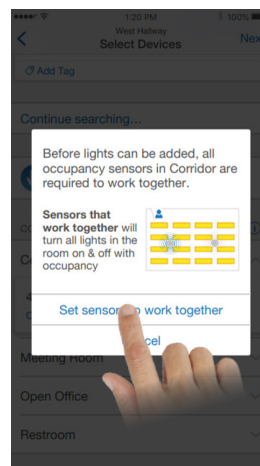 1:20 PM
100%
West Hallway
Select Devices
Nex
Add Tag
Continue searching...
Before lights can be added, all
occupancy sensors in Corridor are
required to work together.
Sensors that
work together will
turn all lights in the
room on & off with
occupancy
Set sensors to work together
cel
Meeting Room
Open Office
Restroom